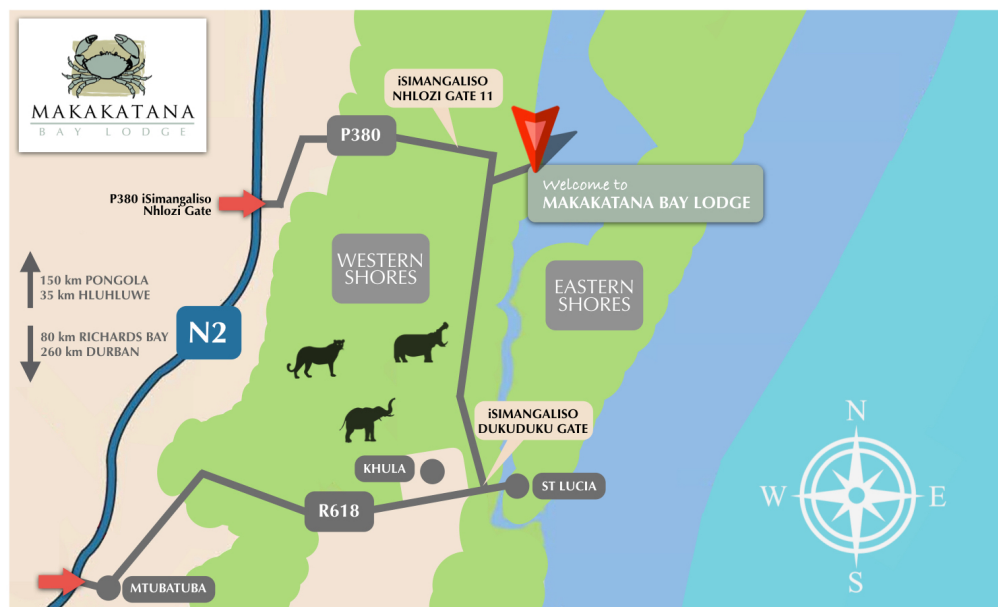 MAKAKATANA
BAY LODGE
iSIMANGALISO
NHLOZI GATE 11
P380
Welcome to
MAKAKATANA BAY LODGE
P380 iSimangaliso
Nhlozi Gate
WESTERN
SHORES
EASTERN
SHORES
150 km PONGOLA
35 km HLUHLUWE
N2
80 km RICHARDS BAY
260 km DURBAN
iSIMANGALISO
DUKUDUKU GATE
KHULA
ST LUCIA
R618
MTUBATUBA
N
W
E
S